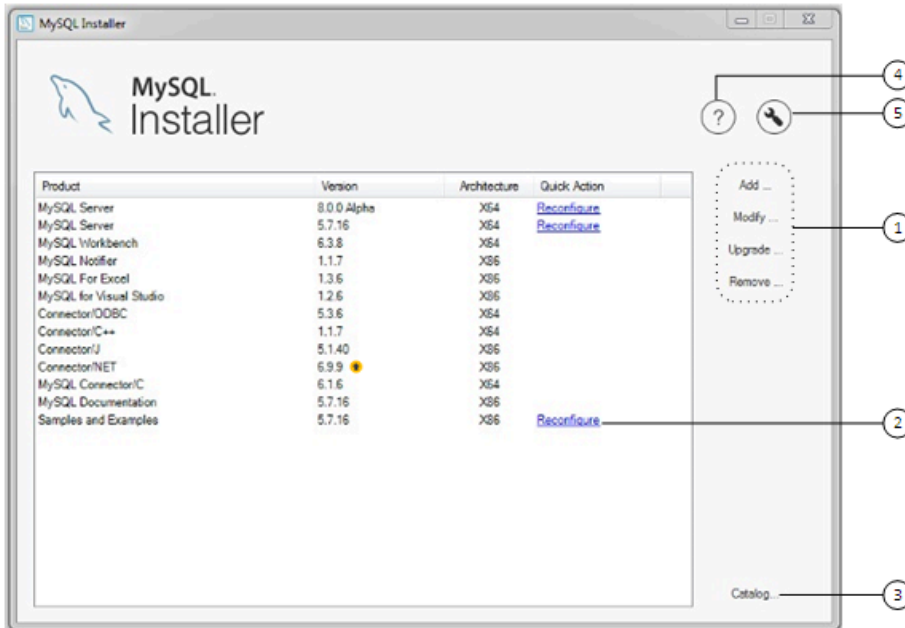 MySQL Installer
MySQL.
Installer
?
4
5
Product Version Architecture Quick Action
MySQL Server 8.0.0 Alpha X64 Reconfigure
MySQL Server 5.7.16 X64 Reconfigure
MySQL Workbench 6.3.8 X64
MySQL Notifier 1.1.7 X86
MySQL For Excel 1.3.6 X86
MySQL for Visual Studio 1.2.6 X86
Connector/ODBC 5.3.6 X64
Connector/C++ 1.1.7 X64
Connector/J 5.1.40 X86
Connector/NET 6.9.9 X86
MySQL Connector/C 6.1.6 X64
MySQL Documentation 5.7.16 X86
Samples and Examples 5.7.16 X86 Reconfigure
Add ...
Modify ...
Upgrade ...
Remove ...
1
2
Catalog...
3